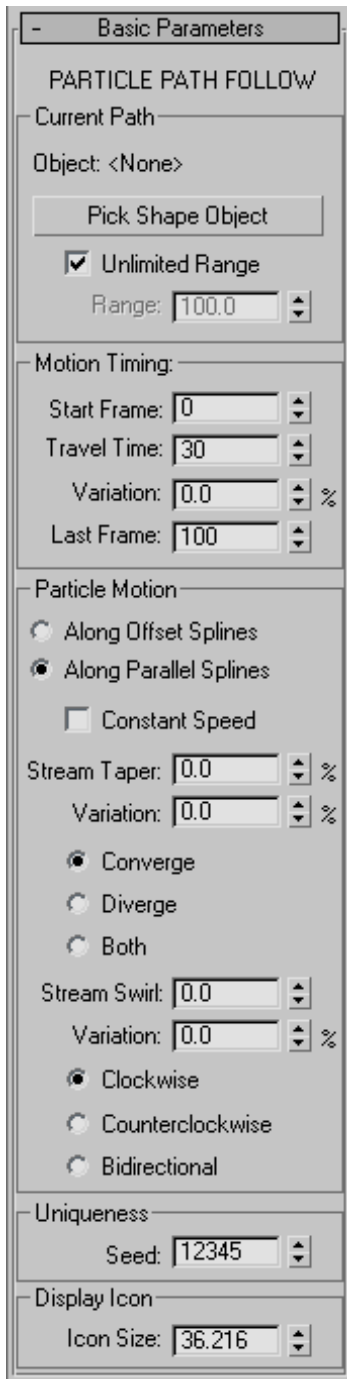 - Basic Parameters
PARTICLE PATH FOLLOW
Current Path
Object: <None>
Pick Shape Object
Unlimited Range
Range: 100.0
Motion Timing:
Start Frame: 0
Travel Time: 30
Variation: 0.0 %
Last Frame: 100
Particle Motion
Along Offset Splines
Along Parallel Splines
Constant Speed
Stream Taper: 0.0 %
Variation: 0.0 %
Converge
Diverge
Both
Stream Swirl: 0.0
Variation: 0.0 %
Clockwise
Counterclockwise
Bidirectional
Uniqueness
Seed: 12345
Display Icon
Icon Size: 36.216